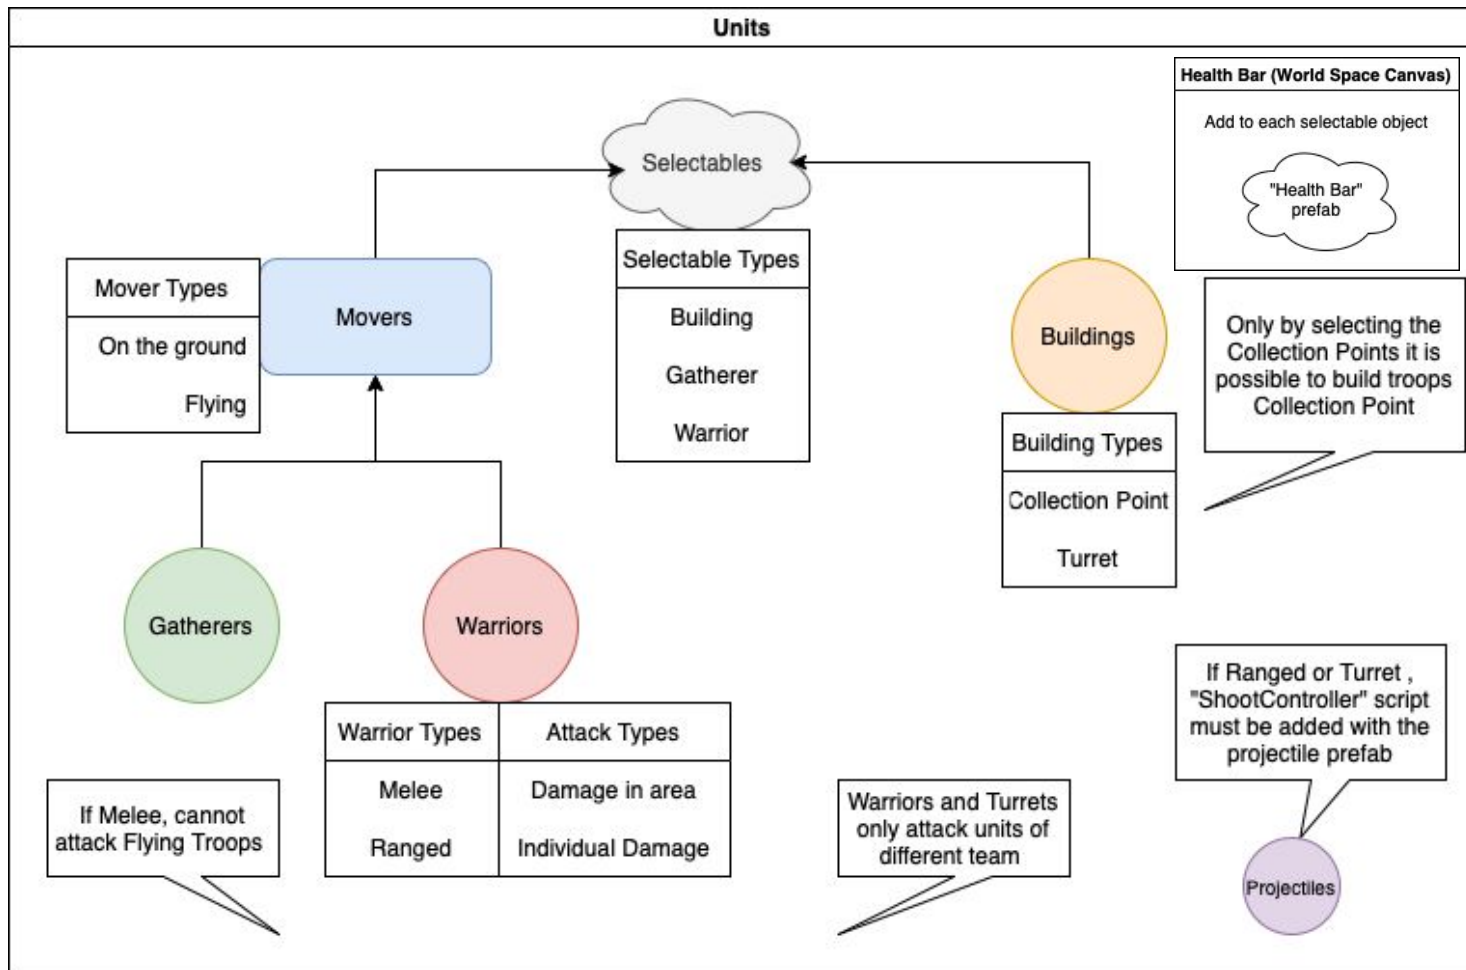 Units
Health Bar (World Space Canvas)
Add to each selectable object
"Health Bar"
prefab
Selectables
Selectable Types
Building
Gatherer
Warrior
Mover Types
On the ground
Flying
Movers
Buildings
Building Types
Collection Point
Turret
Only by selecting the
Collection Points it is
possible to build troops
Collection Point
Gatherers
Warriors
Warrior Types
Attack Types
Melee
Damage in area
Ranged
Individual Damage
If Melee, cannot
attack Flying Troops
Warriors and Turrets
only attack units of
different team
If Ranged or Turret ,
"ShootController" script
must be added with the
projectile prefab
Projectiles